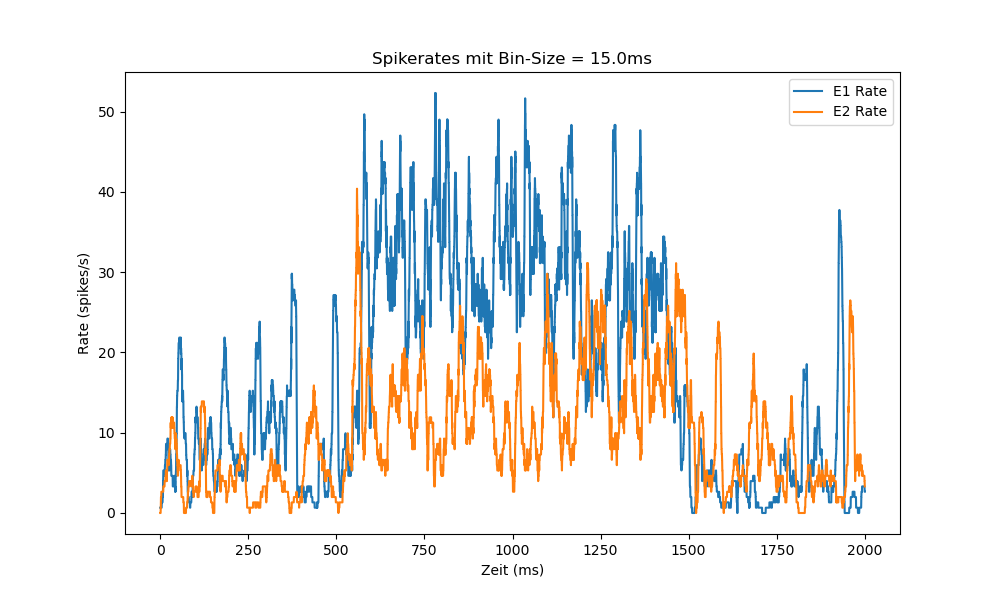 Spikerates mit Bin-Size = 15.0ms
E1 Rate
E2 Rate
Rate (spikes/s)
50
40
30
20
10
0
0 250 500 750 1000 1250 1500 1750 2000
Zeit (ms)